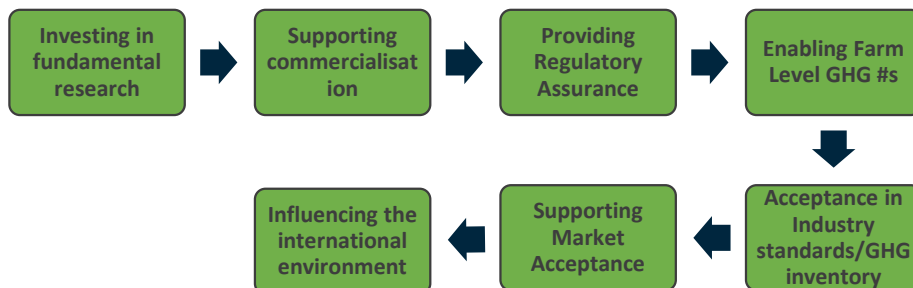 Investing in
fundamental
research
Supporting
commercialisat
ion
Providing
Regulatory
Assurance
Enabling Farm
Level GHG #s
Acceptance in
Industry
standards/GHG
inventory
Supporting
Market
Acceptance
Influencing the
international
environment